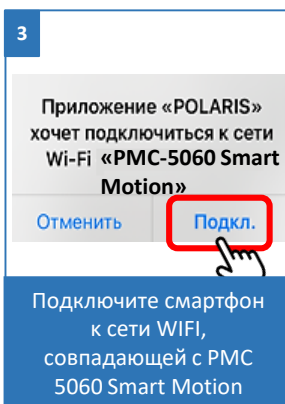 3
Приложение «POLARIS»
хочет подключиться к сети
Wi-Fi «PMC-5060 Smart
Motion»
Отменить
Подкл.
Подключите смартфон
к сети WIFI,
совпадающей с PMC
5060 Smart Motion